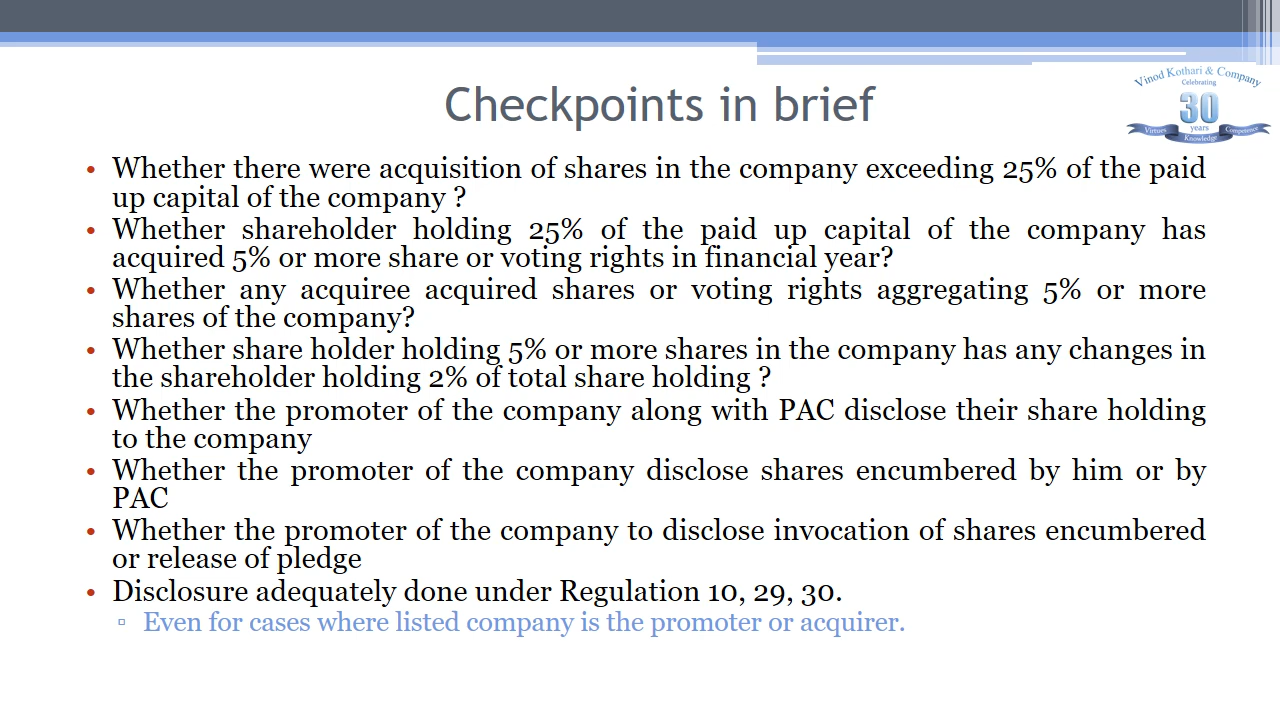 Vinod Kothari & Company
Celebrating
30
years
Virtues
Knowledge
Competence
Checkpoints in brief
• Whether there were acquisition of shares in the company exceeding 25% of the paid
up capital of the company ?
• Whether shareholder holding 25% of the paid up capital of the company has
acquired 5% or more share or voting rights in financial year?
• Whether any acquiree acquired shares or voting rights aggregating 5% or more
shares of the company?
• Whether share holder holding 5% or more shares in the company has any changes in
the shareholder holding 2% of total share holding ?
• Whether the promoter of the company along with PAC disclose their share holding
to the company
• Whether the promoter of the company disclose shares encumbered by him or by
PAC
• Whether the promoter of the company to disclose invocation of shares encumbered
or release of pledge
• Disclosure adequately done under Regulation 10, 29, 30.
▫ Even for cases where listed company is the promoter or acquirer.